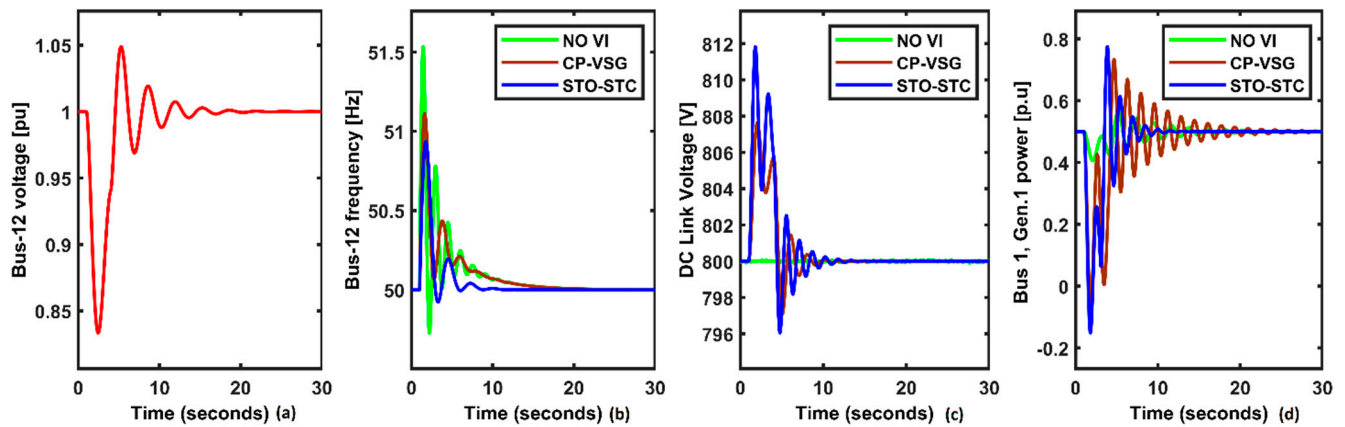 Bus-12 voltage [pu]
1.05
1
0.95
0.9
0.85
0 10 20 30
Time (seconds) (a)
Bus-12 frequency [Hz]
51.5
51
50.5
50
0 10 20 30
Time (seconds) (b)
NO VI
CP-VSG
STO-STC
DC Link Voltage [V]
812
810
808
806
804
802
800
798
796
0 10 20 30
Time (seconds) (c)
NO VI
CP-VSG
STO-STC
Bus 1, Gen.1 power [p.u]
0.8
0.6
0.4
0.2
0
-0.2
0 10 20 30
Time (seconds) (d)
NO VI
CP-VSG
STO-STC